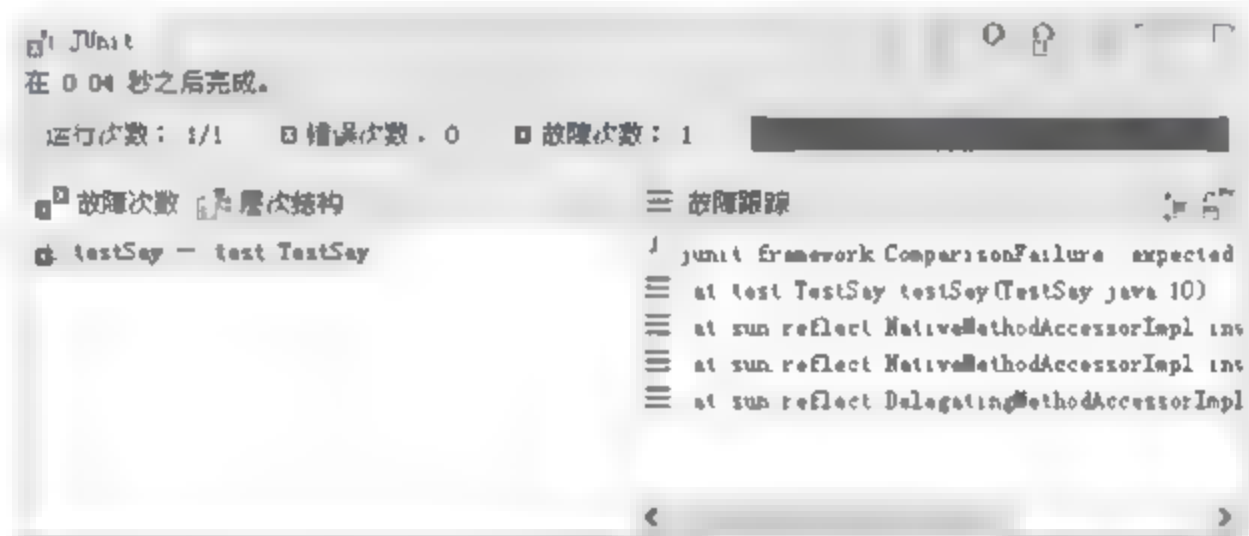 JUnit
在 0 04 秒之后完成。
运行次数： 1/1 错误次数． 0 故障次数： 1
故障次数 层次结构
故障跟踪
testSay － test TestSay
junit framework ComparisonFailure expected
at test TestSay testSay(TestSay java 10)
at sun reflect NativeMethodAccessorImpl inv
at sun reflect NativeMethodAccessorImpl inv
at sun reflect DelegatingMethodAccessorImpl